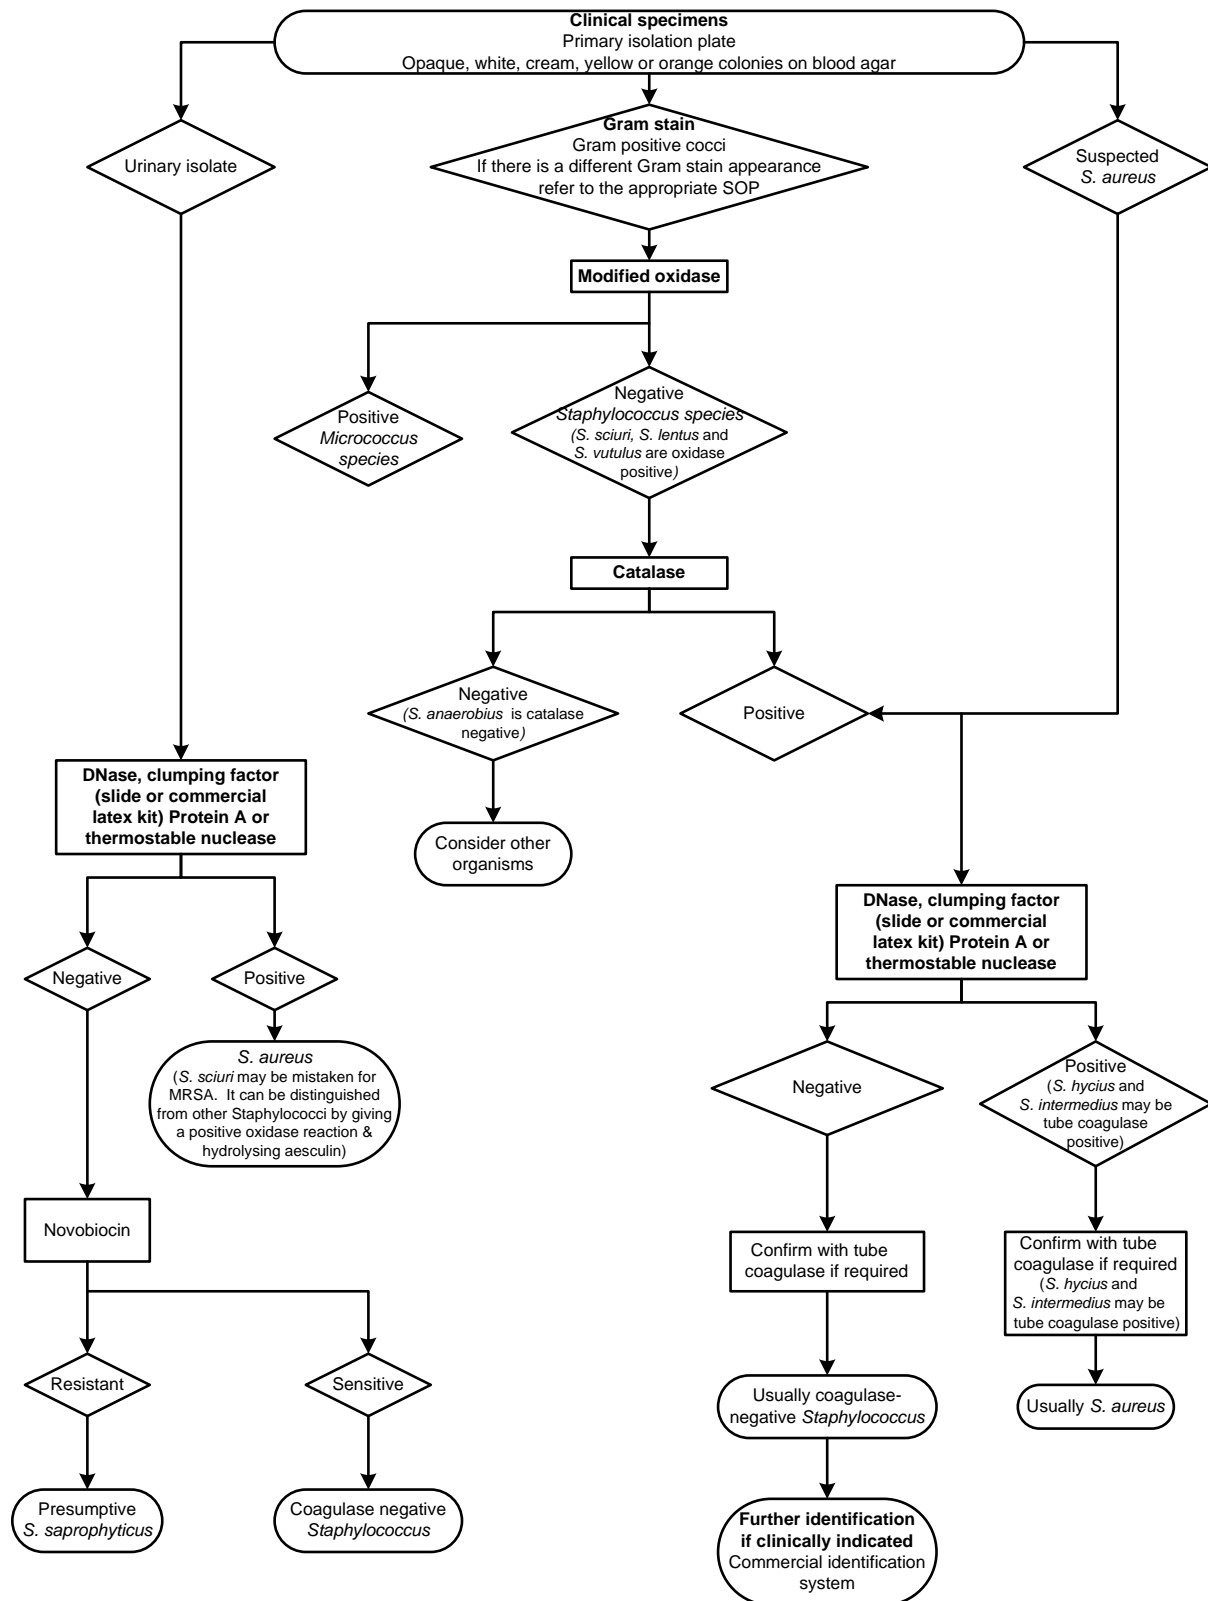 Clinical specimens
Primary isolation plate
Opaque, white, cream, yellow or orange colonies on blood agar
Urinary isolate
Gram stain
Gram positive cocci
If there is a different Gram stain appearance
refer to the appropriate SOP
Suspected
S. aureus
Modified oxidase
Positive
Micrococcus
species
Negative
Staphylococcus species
(S. sciuri, S. lentus and
S. vutulus are oxidase
positive)
Catalase
Negative
(S. anaerobius is catalase
negative)
Positive
Consider other
organisms
DNase, clumping factor
(slide or commercial
latex kit) Protein A or
thermostable nuclease
Negative
Positive
S. aureus
(S. sciuri may be mistaken for
MRSA. It can be distinguished
from other Staphylococci by giving
a positive oxidase reaction &
hydrolysing aesculin)
Novobiocin
Resistant
Sensitive
Presumptive
S. saprophyticus
Coagulase negative
Staphylococcus
DNase, clumping factor
(slide or commercial
latex kit) Protein A or
thermostable nuclease
Negative
Positive
(S. hycius and
S. intermedius may be
tube coagulase
positive)
Confirm with tube
coagulase if required
Confirm with tube
coagulase if required
(S. hycius and
S. intermedius may be
tube coagulase positive)
Usually coagulase-
negative Staphylococcus
Usually S. aureus
Further identification
if clinically indicated
Commercial identification
system